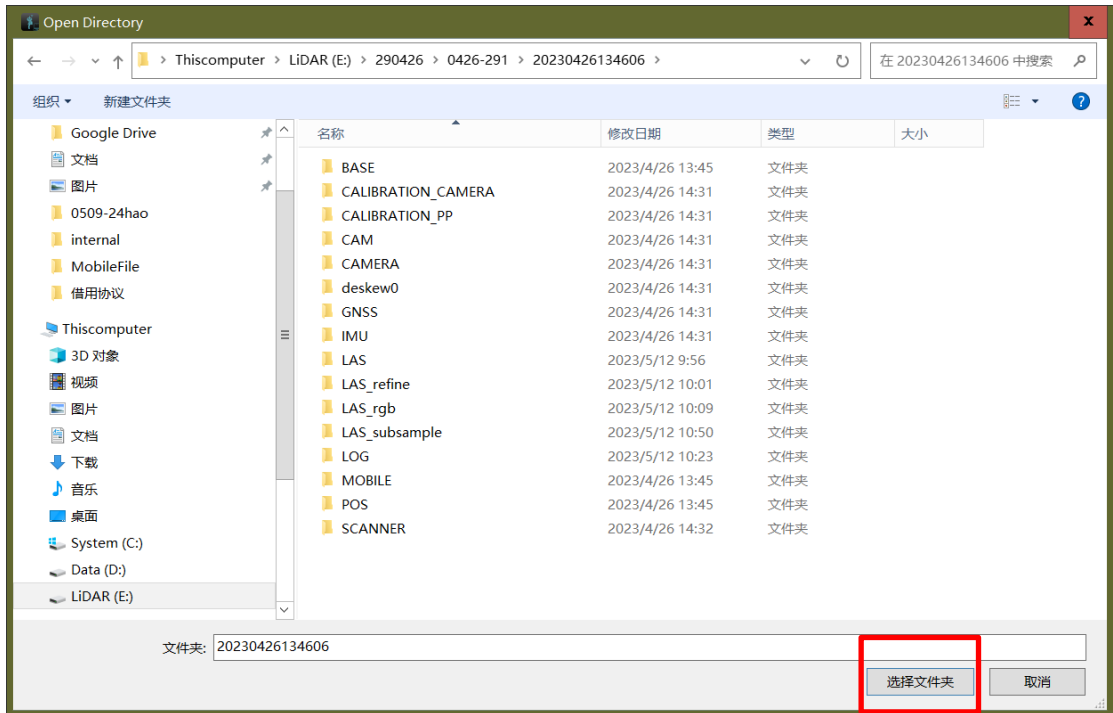 Open Directory
Thiscomputer > LiDAR (E:) > 290426 > 0426-291 > 20230426134606 >
在 20230426134606 中搜索
组织 新建文件夹
Google Drive
文档
图片
0509-24hao
internal
MobileFile
借用协议
Thiscomputer
3D 对象
视频
图片
文档
下载
音乐
桌面
System (C:)
Data (D:)
LiDAR (E:)
名称 修改日期 类型 大小
BASE 2023/4/26 13:45 文件夹
CALIBRATION_CAMERA 2023/4/26 14:31 文件夹
CALIBRATION_PP 2023/4/26 14:31 文件夹
CAM 2023/4/26 14:31 文件夹
CAMERA 2023/4/26 14:31 文件夹
deskew0 2023/4/26 14:31 文件夹
GNSS 2023/4/26 14:31 文件夹
IMU 2023/4/26 14:31 文件夹
LAS 2023/5/12 9:56 文件夹
LAS_refine 2023/5/12 10:01 文件夹
LAS_rgb 2023/5/12 10:09 文件夹
LAS_subsample 2023/5/12 10:50 文件夹
LOG 2023/5/12 10:23 文件夹
MOBILE 2023/4/26 13:45 文件夹
POS 2023/4/26 13:45 文件夹
SCANNER 2023/4/26 14:32 文件夹
文件夹: 20230426134606
选择文件夹 取消